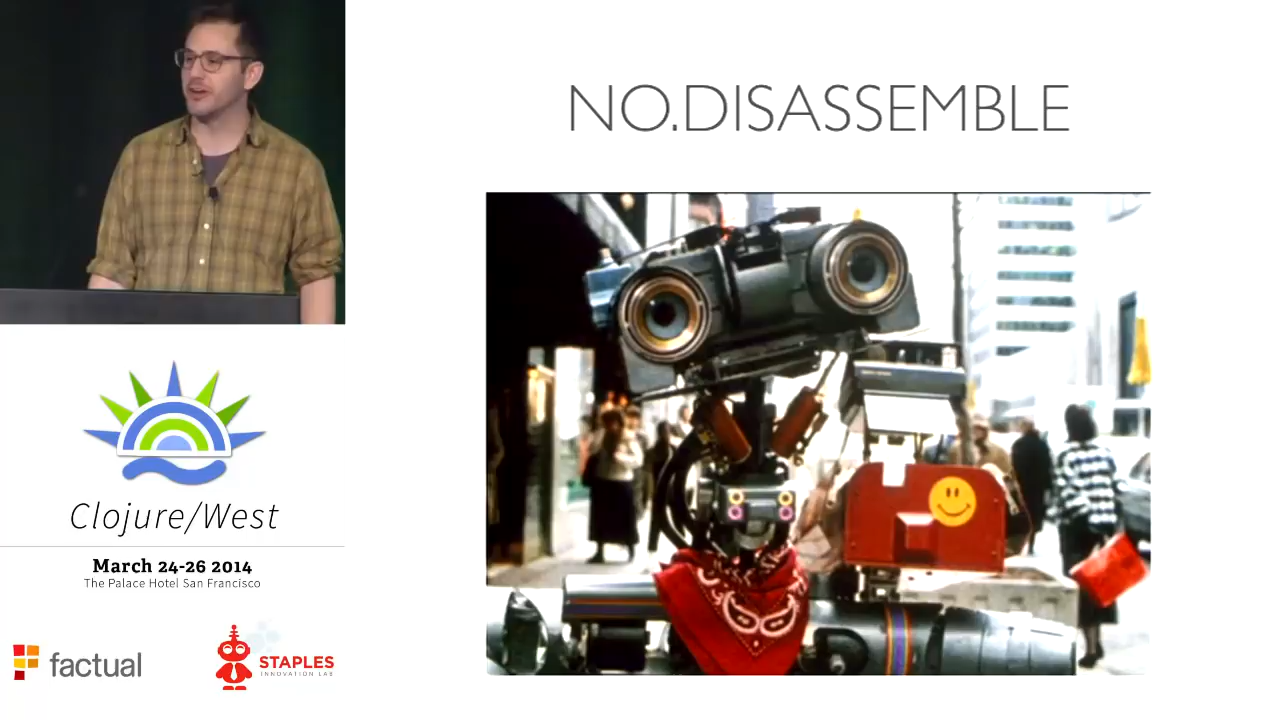 NO.DISASSEMBLE
Clojure/West
March 24-26 2014
The Palace Hotel San Francisco
factual
STAPLES
INNOVATION LAB